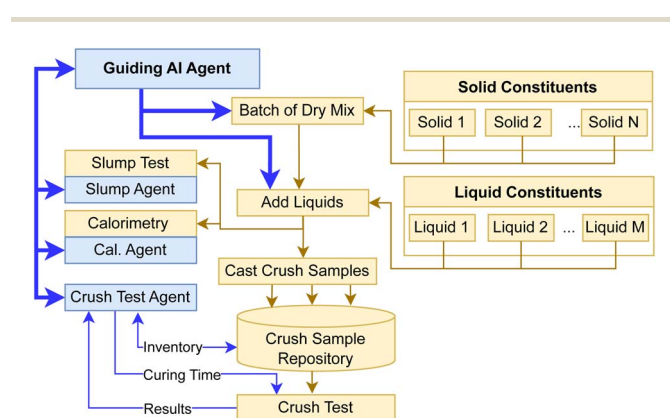 Guiding AI Agent
Solid Constituents
Batch of Dry Mix
Solid 1 Solid 2 ... Solid N
Slump Test
Slump Agent
Liquid Constituents
Add Liquids
Calorimetry
Liquid 1 Liquid 2 ... Liquid M
Cal. Agent
Cast Crush Samples
Crush Test Agent
Crush Sample
Repository
Inventory
Curing Time
Results
Crush Test